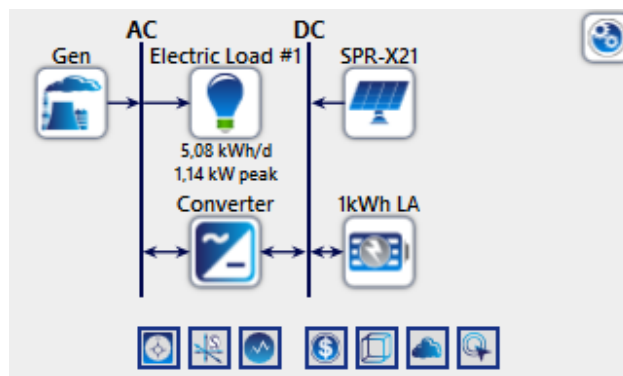 AC DC
Gen Electric Load #1 SPR-X21
5,08 kWh/d
1,14 kW peak
Converter 1kWh LA